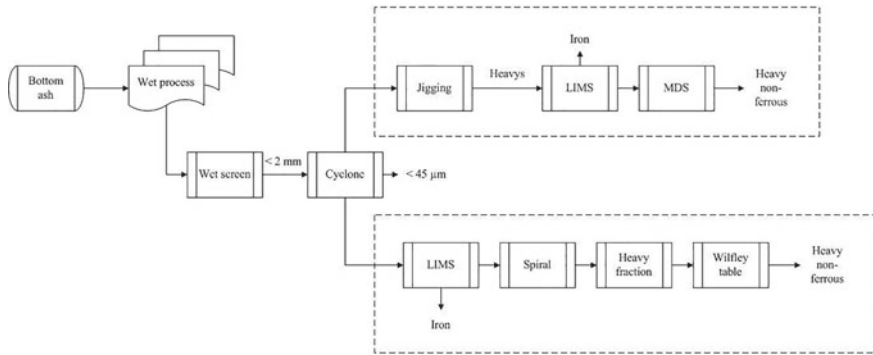 Bottom
ash
Wet process
Wet screen
< 2 mm
Cyclone
< 45 µm
Jigging
Heavys
Iron
LIMS
MDS
Heavy
non-
ferrous
LIMS
Iron
Spiral
Heavy
fraction
Wilfley
table
Heavy
non-
ferrous